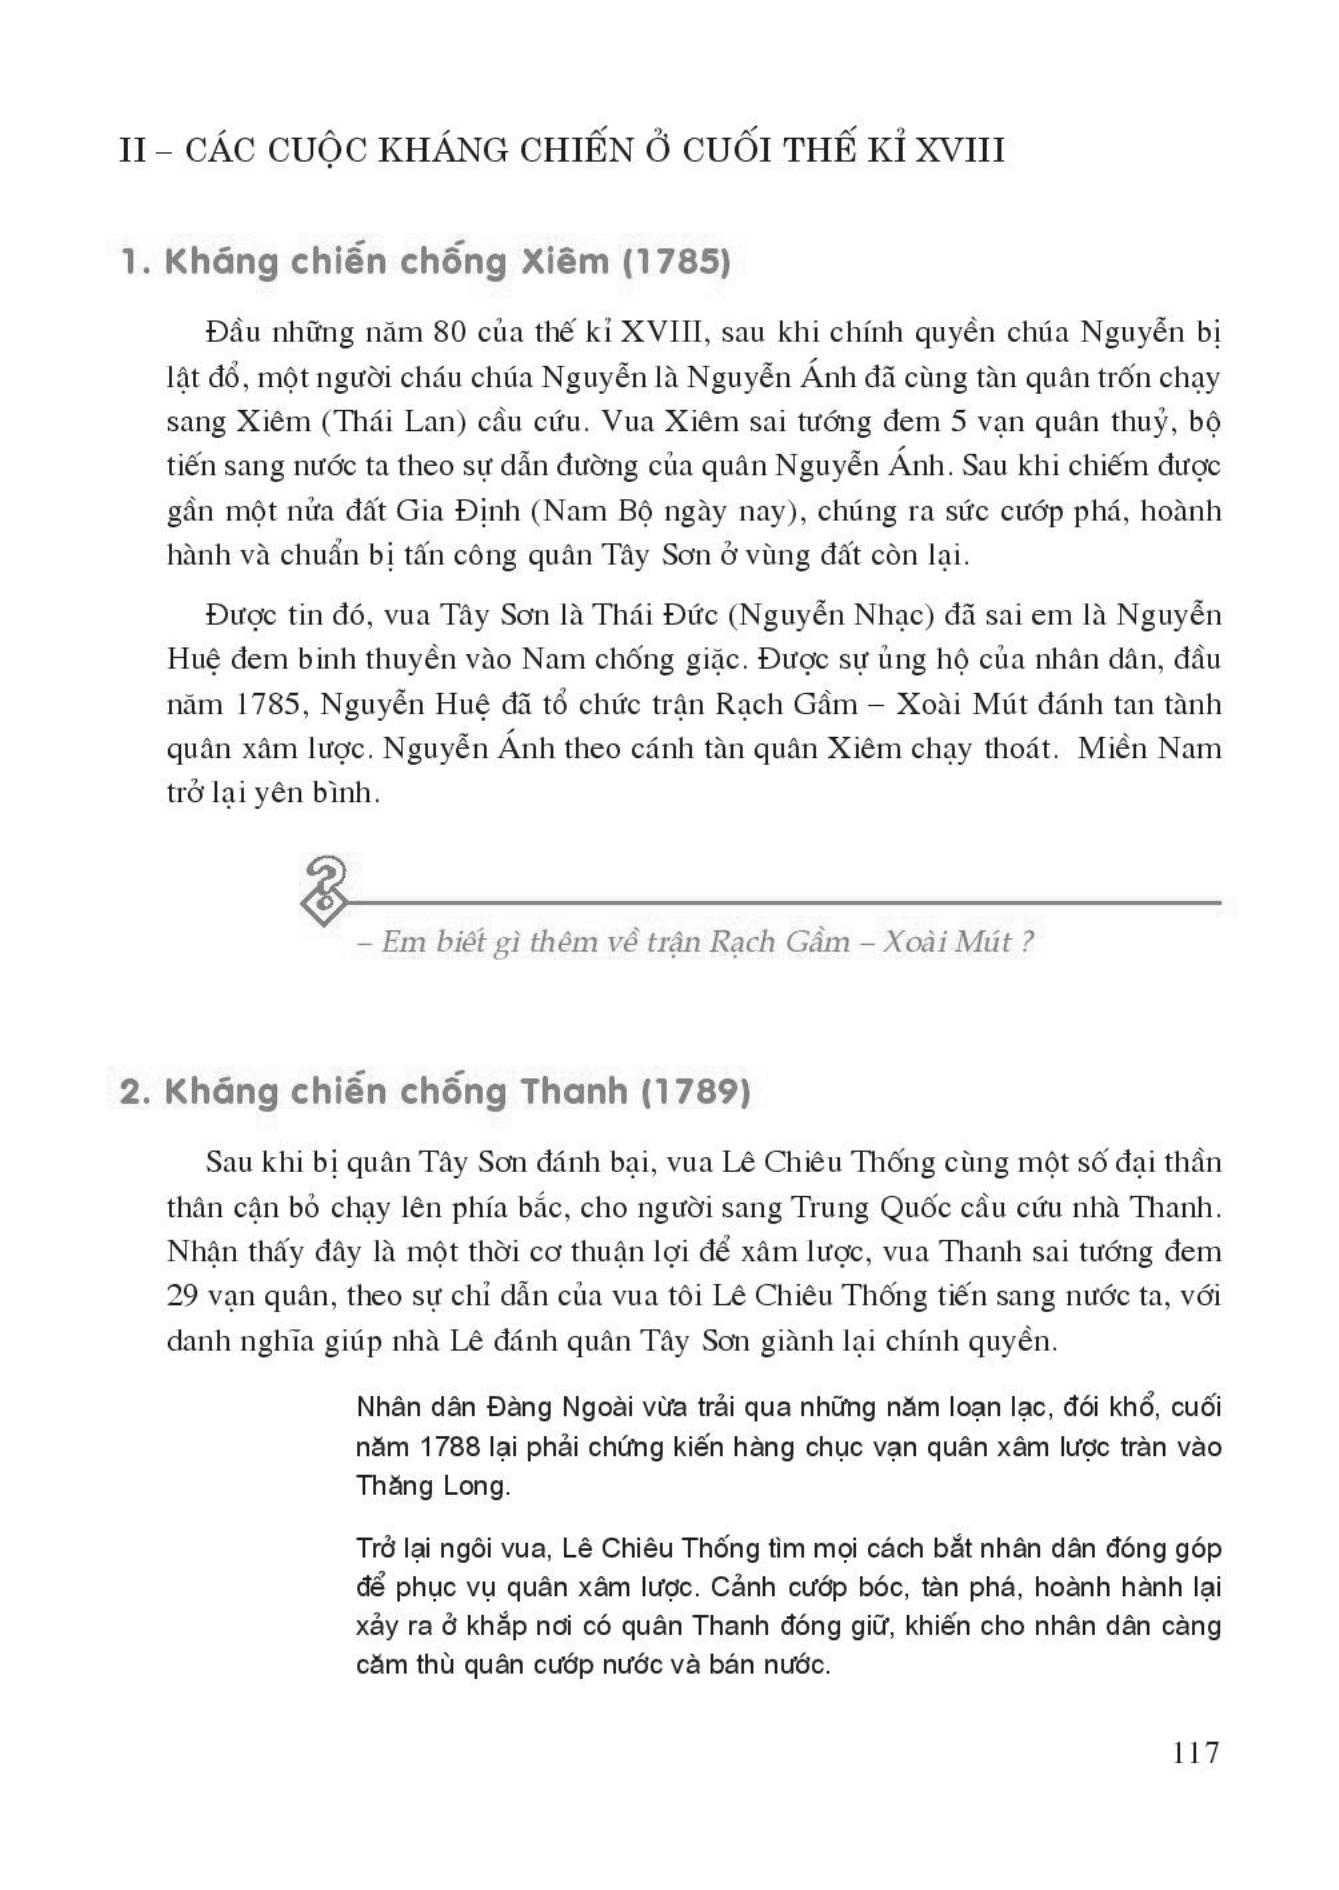 II – CÁC CUỘC KHÁNG CHIẾN Ở CUỐI THẾ KỈ XVIII
1. Kháng chiến chống Xiêm (1785)
Đầu những năm 80 của thế kỉ XVIII, sau khi chính quyền chúa Nguyễn bị
lật đổ, một người cháu chúa Nguyễn là Nguyễn Ánh đã cùng tàn quân trốn chạy
sang Xiêm (Thái Lan) cầu cứu. Vua Xiêm sai tướng đem 5 vạn quân thuỷ, bộ
tiến sang nước ta theo sự dẫn đường của quân Nguyễn Ánh. Sau khi chiếm được
gần một nửa đất Gia Định (Nam Bộ ngày nay), chúng ra sức cướp phá, hoành
hành và chuẩn bị tấn công quân Tây Sơn ở vùng đất còn lại.
Được tin đó, vua Tây Sơn là Thái Đức (Nguyễn Nhạc) đã sai em là Nguyễn
Huệ đem binh thuyền vào Nam chống giặc. Được sự ủng hộ của nhân dân, đầu
năm 1785, Nguyễn Huệ đã tổ chức trận Rạch Gầm – Xoài Mút đánh tan tành
quân xâm lược. Nguyễn Ánh theo cánh tàn quân Xiêm chạy thoát. Miền Nam
trở lại yên bình.
?
– Em biết gì thêm về trận Rạch Gầm – Xoài Mút ?
2. Kháng chiến chống Thanh (1789)
Sau khi bị quân Tây Sơn đánh bại, vua Lê Chiêu Thống cùng một số đại thần
thân cận bỏ chạy lên phía bắc, cho người sang Trung Quốc cầu cứu nhà Thanh.
Nhận thấy đây là một thời cơ thuận lợi để xâm lược, vua Thanh sai tướng đem
29 vạn quân, theo sự chỉ dẫn của vua tôi Lê Chiêu Thống tiến sang nước ta, với
danh nghĩa giúp nhà Lê đánh quân Tây Sơn giành lại chính quyền.
Nhân dân Đàng Ngoài vừa trải qua những năm loạn lạc, đói khổ, cuối
năm 1788 lại phải chứng kiến hàng chục vạn quân xâm lược tràn vào
Thăng Long.
Trở lại ngôi vua, Lê Chiêu Thống tìm mọi cách bắt nhân dân đóng góp
để phục vụ quân xâm lược. Cảnh cướp bóc, tàn phá, hoành hành lại
xảy ra ở khắp nơi có quân Thanh đóng giữ, khiến cho nhân dân càng
căm thù quân cướp nước và bán nước.
117